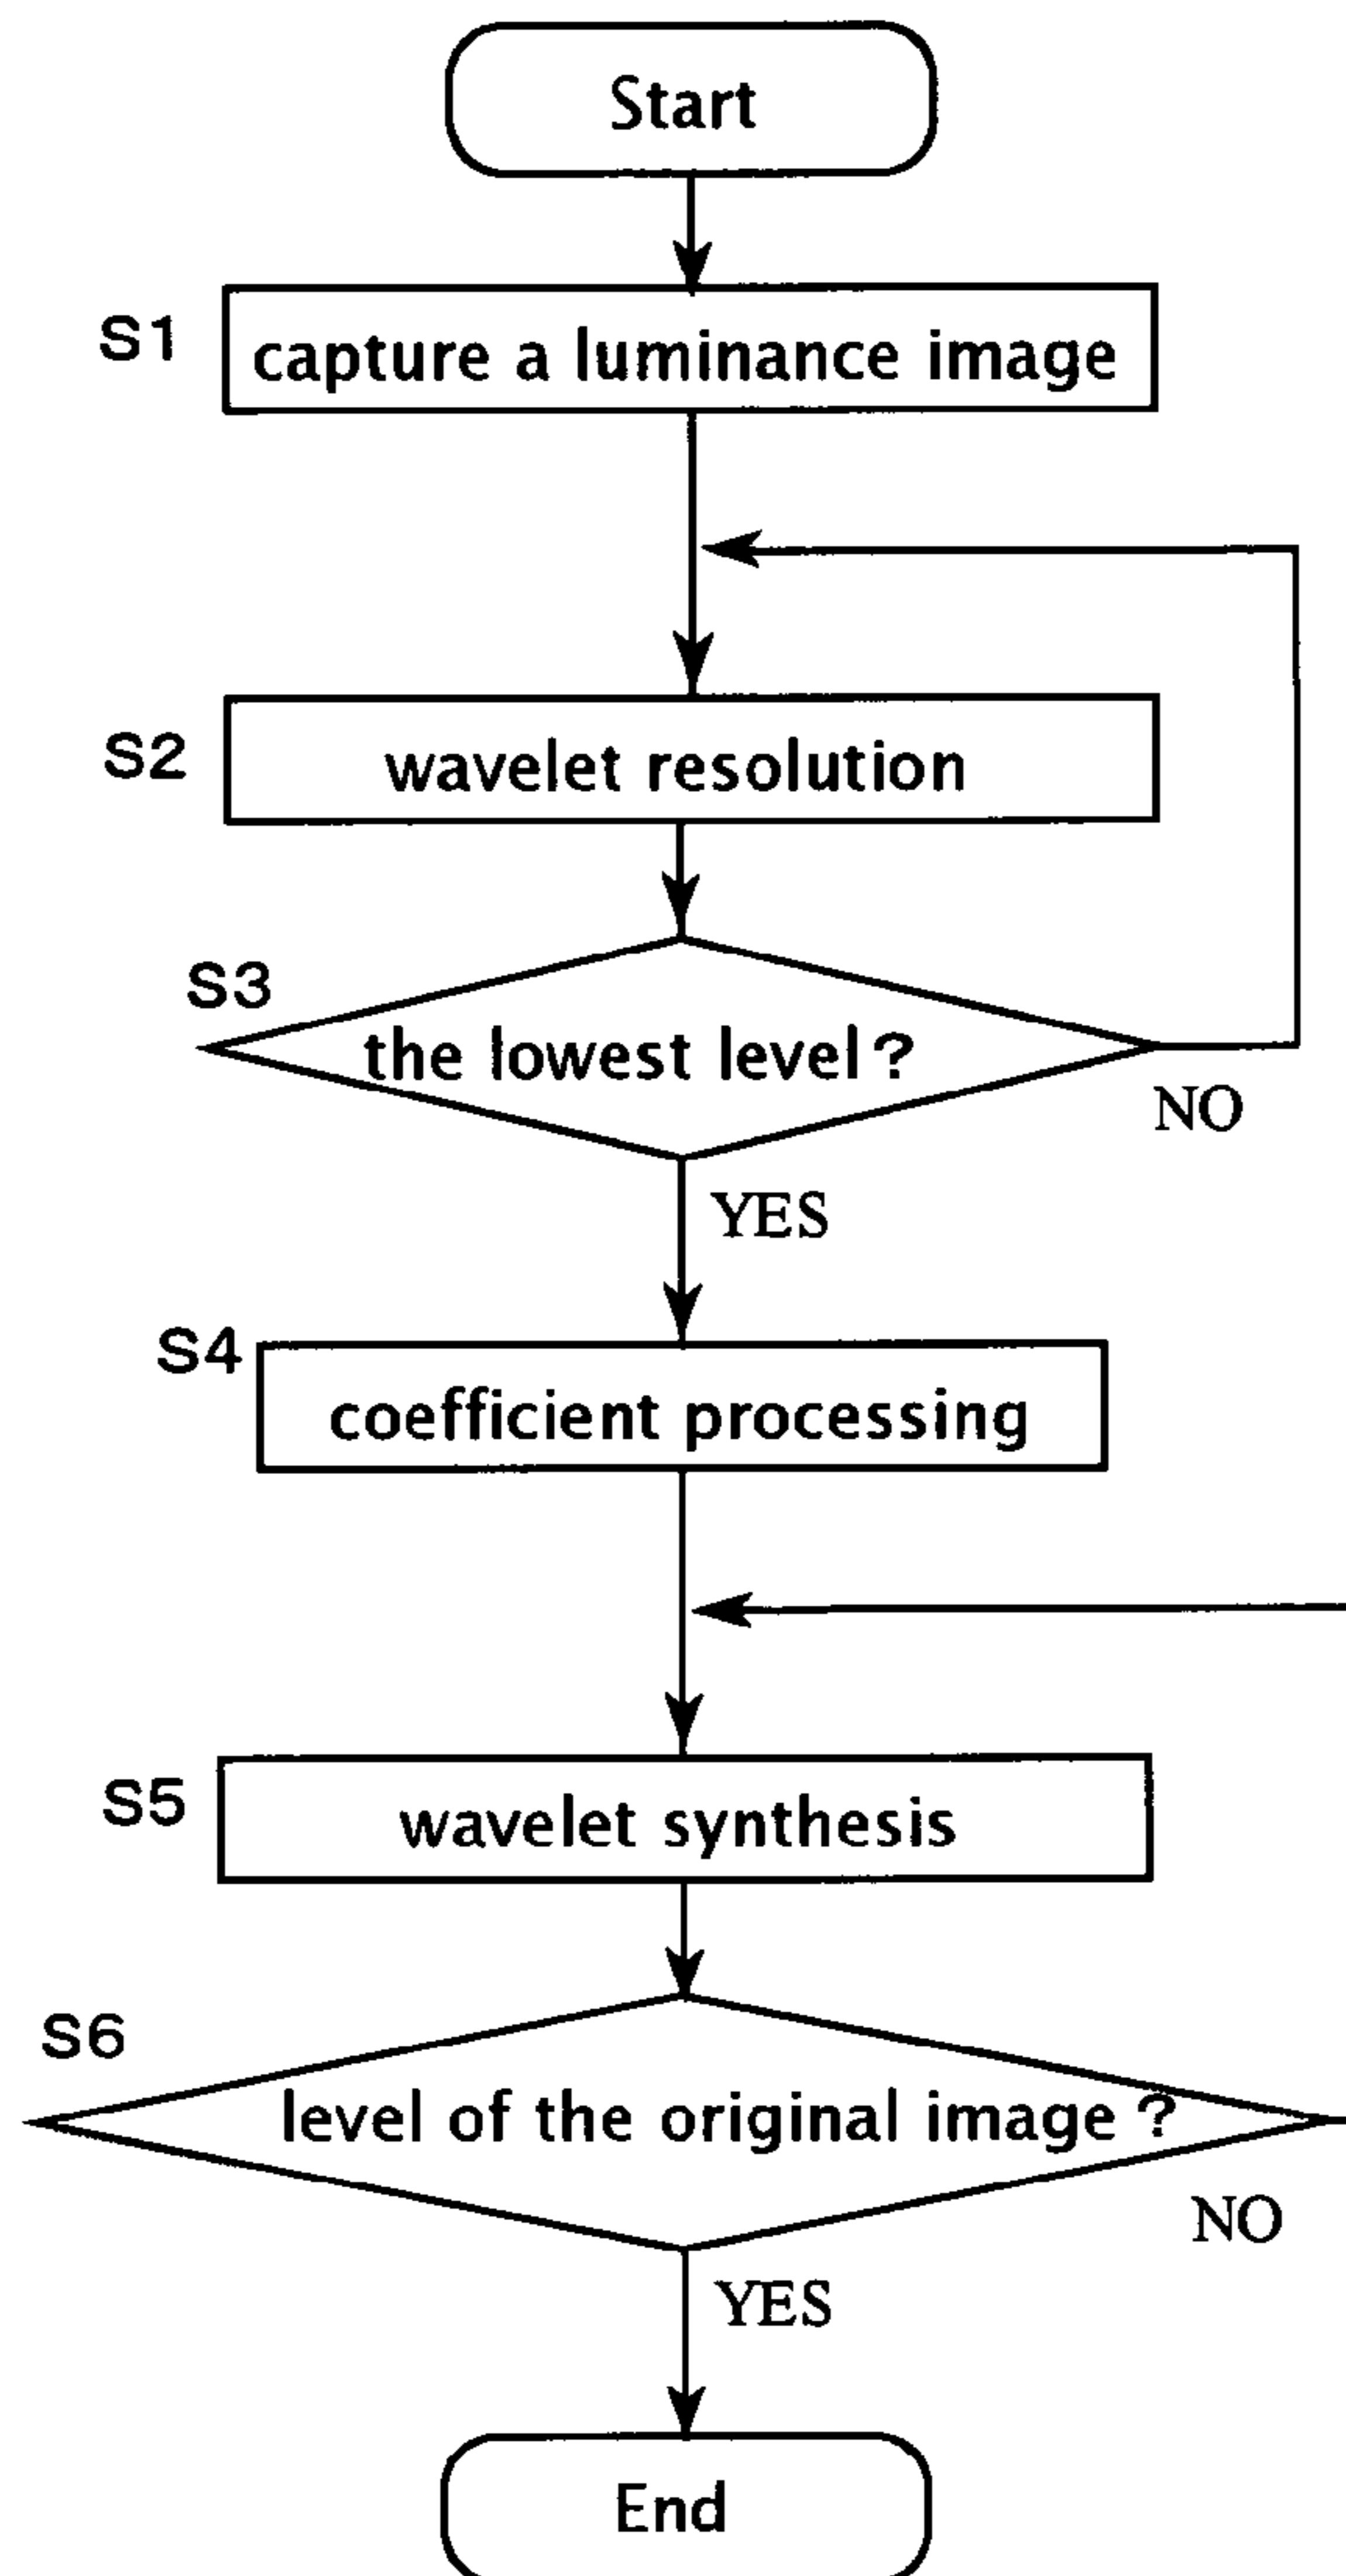 Start
S1
capture a luminance image
S2
wavelet resolution
S3
the lowest level?
NO
YES
S4
coefficient processing
S5
wavelet synthesis
S6
level of the original image ?
NO
YES
End